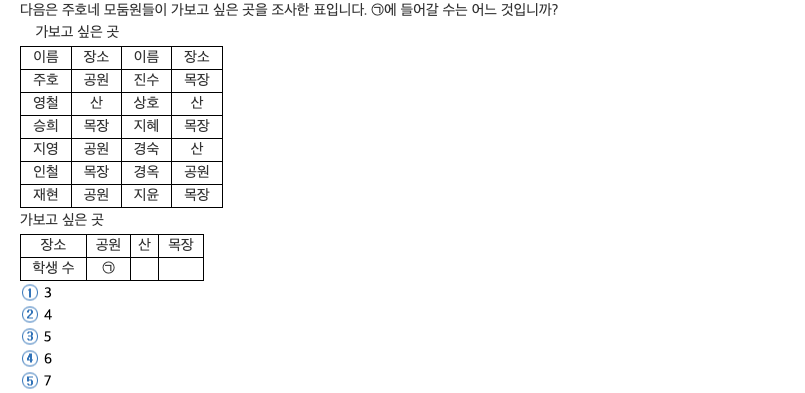 다음은 주호네 모둠원들이 가보고 싶은 곳을 조사한 표입니다. ㉠에 들어갈 수는 어느 것입니까?
가보고 싶은 곳
이름 장소 이름 장소
주호 공원 진수 목장
영철 산 상호 산
승희 목장 지혜 목장
지영 공원 경숙 산
인철 목장 경옥 공원
재현 공원 지윤 목장
가보고 싶은 곳
장소 공원 산 목장
학생 수 ㉠
① 3
② 4
③ 5
④ 6
⑤ 7